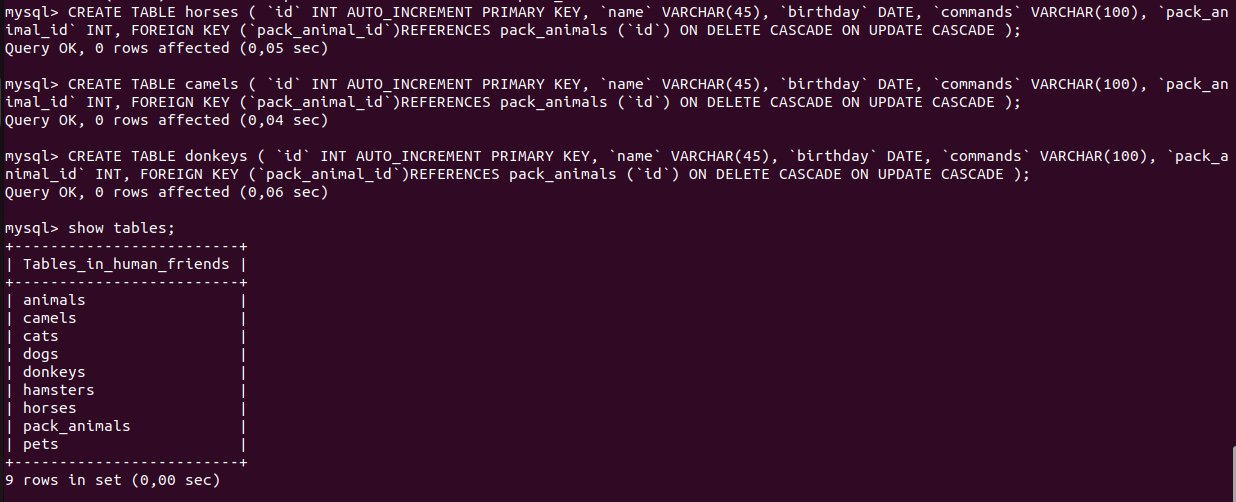 mysql> CREATE TABLE horses ( `id` INT AUTO_INCREMENT PRIMARY KEY, `name` VARCHAR(45), `birthday` DATE, `commands` VARCHAR(100), `pack_an
imal_id` INT, FOREIGN KEY (`pack_animal_id`)REFERENCES pack_animals (`id`) ON DELETE CASCADE ON UPDATE CASCADE );
Query OK, 0 rows affected (0,05 sec)

mysql> CREATE TABLE camels ( `id` INT AUTO_INCREMENT PRIMARY KEY, `name` VARCHAR(45), `birthday` DATE, `commands` VARCHAR(100), `pack_an
imal_id` INT, FOREIGN KEY (`pack_animal_id`)REFERENCES pack_animals (`id`) ON DELETE CASCADE ON UPDATE CASCADE );
Query OK, 0 rows affected (0,04 sec)

mysql> CREATE TABLE donkeys ( `id` INT AUTO_INCREMENT PRIMARY KEY, `name` VARCHAR(45), `birthday` DATE, `commands` VARCHAR(100), `pack_a
nimal_id` INT, FOREIGN KEY (`pack_animal_id`)REFERENCES pack_animals (`id`) ON DELETE CASCADE ON UPDATE CASCADE );
Query OK, 0 rows affected (0,06 sec)

mysql> show tables;
+-------------------------+
| Tables_in_human_friends |
+-------------------------+
| animals                 |
| camels                  |
| cats                    |
| dogs                    |
| donkeys                 |
| hamsters                |
| horses                  |
| pack_animals            |
| pets                    |
+-------------------------+
9 rows in set (0,00 sec)